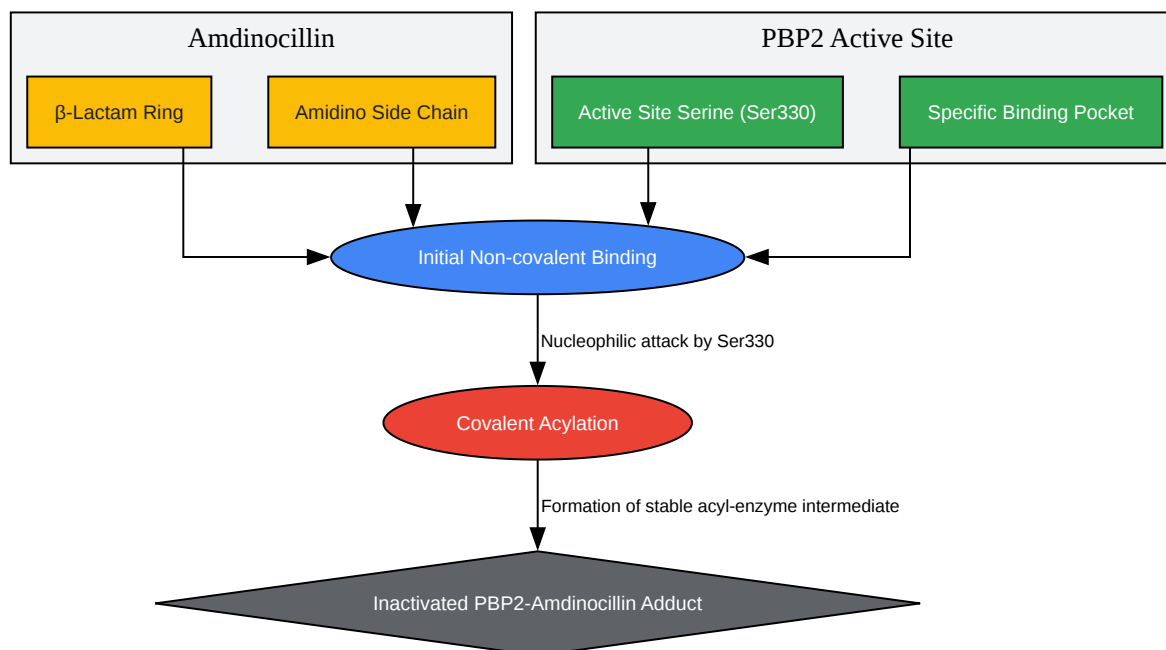 Amdinocillin
PBP2 Active Site
β-Lactam Ring
Amidino Side Chain
Active Site Serine (Ser330)
Specific Binding Pocket
Initial Non-covalent Binding
Nucleophilic attack by Ser330
Covalent Acylation
Formation of stable acyl-enzyme intermediate
Inactivated PBP2-Amdinocillin Adduct